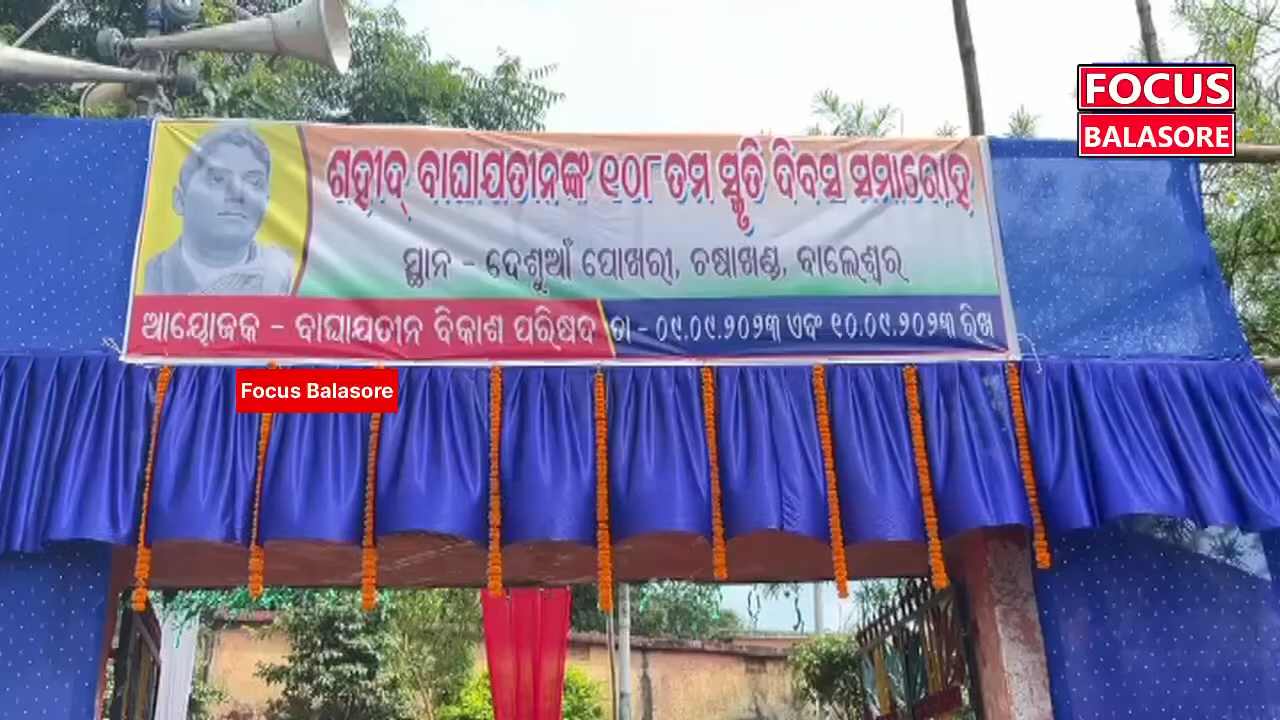 FOCUS
BALASORE
ଶହୀଦ୍ ବାଘାଯତୀନଙ୍କ ୧୦୮ ତମ ସ୍ମୃତି ଦିବସ ସମାରୋହ
ସ୍ଥାନ - ଦେଶୁଆଁ ପୋଖରୀ, ଚଷାଖଣ୍ଡ, ବାଲେଶ୍ୱର
ଆୟୋଜକ - ବାଘାଯତୀନ ବିକାଶ ପରିଷଦ ତା - ୦୯.୦୯.୨୦୨୩ ଏବଂ ୧୦.୦୯.୨୦୨୩ ରିଖ
Focus Balasore